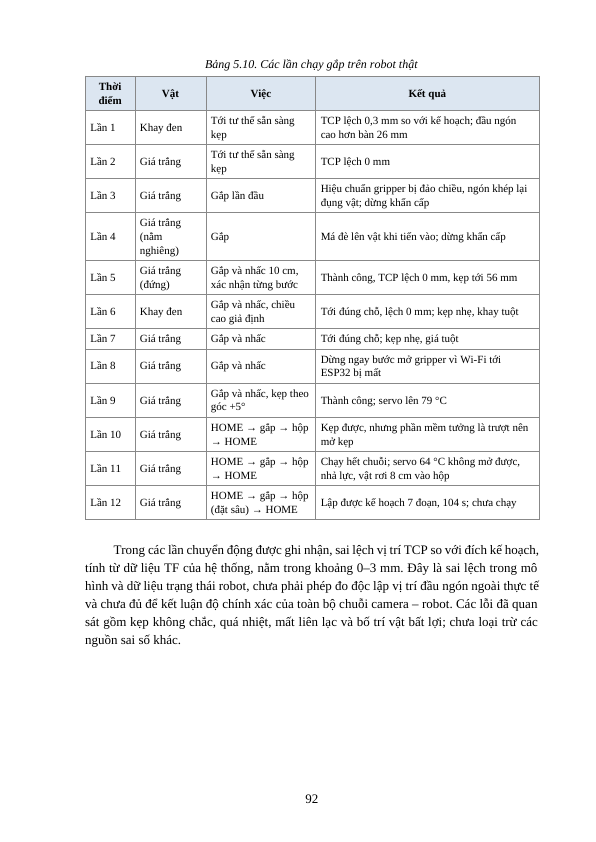 Bảng 5.10. Các lần chạy gắp trên robot thật
Thời
điểm
Vật
Việc
Kết quả
Lần 1
Khay đen
Tới tư thế sẵn sàng
kẹp
TCP lệch 0,3 mm so với kế hoạch; đầu ngón
cao hơn bàn 26 mm
Lần 2
Giá trắng
Tới tư thế sẵn sàng
kẹp
TCP lệch 0 mm
Lần 3
Giá trắng
Gắp lần đầu
Hiệu chuẩn gripper bị đảo chiều, ngón khép lại
đụng vật; dừng khẩn cấp
Lần 4
Giá trắng
(nằm
nghiêng)
Gắp
Má đè lên vật khi tiến vào; dừng khẩn cấp
Lần 5
Giá trắng
(đứng)
Gắp và nhấc 10 cm,
xác nhận từng bước
Thành công, TCP lệch 0 mm, kẹp tới 56 mm
Lần 6
Khay đen
Gắp và nhấc, chiều
cao giả định
Tới đúng chỗ, lệch 0 mm; kẹp nhẹ, khay tuột
Lần 7
Giá trắng
Gắp và nhấc
Tới đúng chỗ; kẹp nhẹ, giá tuột
Lần 8
Giá trắng
Gắp và nhấc
Dừng ngay bước mở gripper vì Wi-Fi tới
ESP32 bị mất
Lần 9
Giá trắng
Gắp và nhấc, kẹp theo
góc +5°
Thành công; servo lên 79 °C
Lần 10
Giá trắng
HOME → gắp → hộp
→ HOME
Kẹp được, nhưng phần mềm tưởng là trượt nên
mở kẹp
Lần 11
Giá trắng
HOME → gắp → hộp
→ HOME
Chạy hết chuỗi; servo 64 °C không mở được,
nhả lực, vật rơi 8 cm vào hộp
Lần 12
Giá trắng
HOME → gắp → hộp
(đặt sâu) → HOME
Lập được kế hoạch 7 đoạn, 104 s; chưa chạy
Trong các lần chuyển động được ghi nhận, sai lệch vị trí TCP so với đích kế hoạch,
tính từ dữ liệu TF của hệ thống, nằm trong khoảng 0–3 mm. Đây là sai lệch trong mô
hình và dữ liệu trạng thái robot, chưa phải phép đo độc lập vị trí đầu ngón ngoài thực tế
và chưa đủ để kết luận độ chính xác của toàn bộ chuỗi camera – robot. Các lỗi đã quan
sát gồm kẹp không chắc, quá nhiệt, mất liên lạc và bố trí vật bất lợi; chưa loại trừ các
nguồn sai số khác.
92